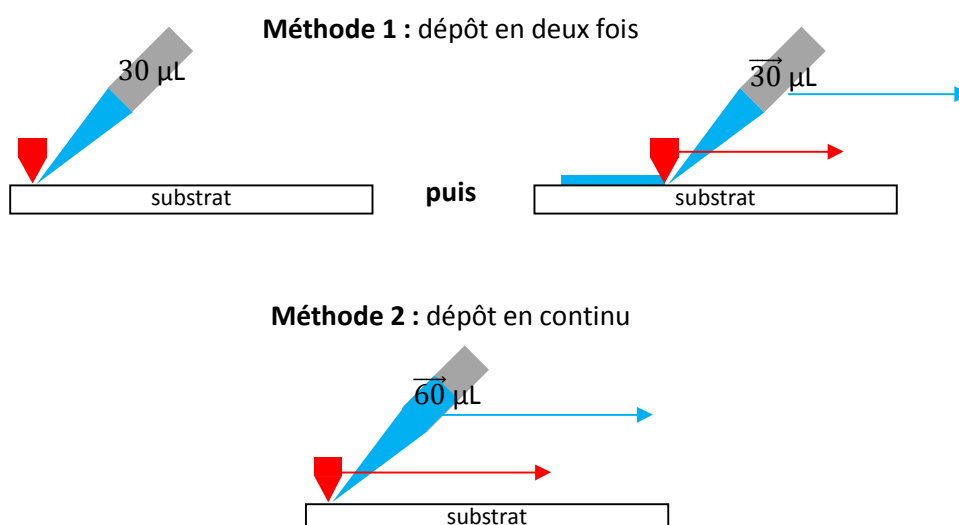 Méthode 1 : dépôt en deux fois
30 µL
30 µL
substrat
puis
substrat
Méthode 2 : dépôt en continu
60 µL
substrat